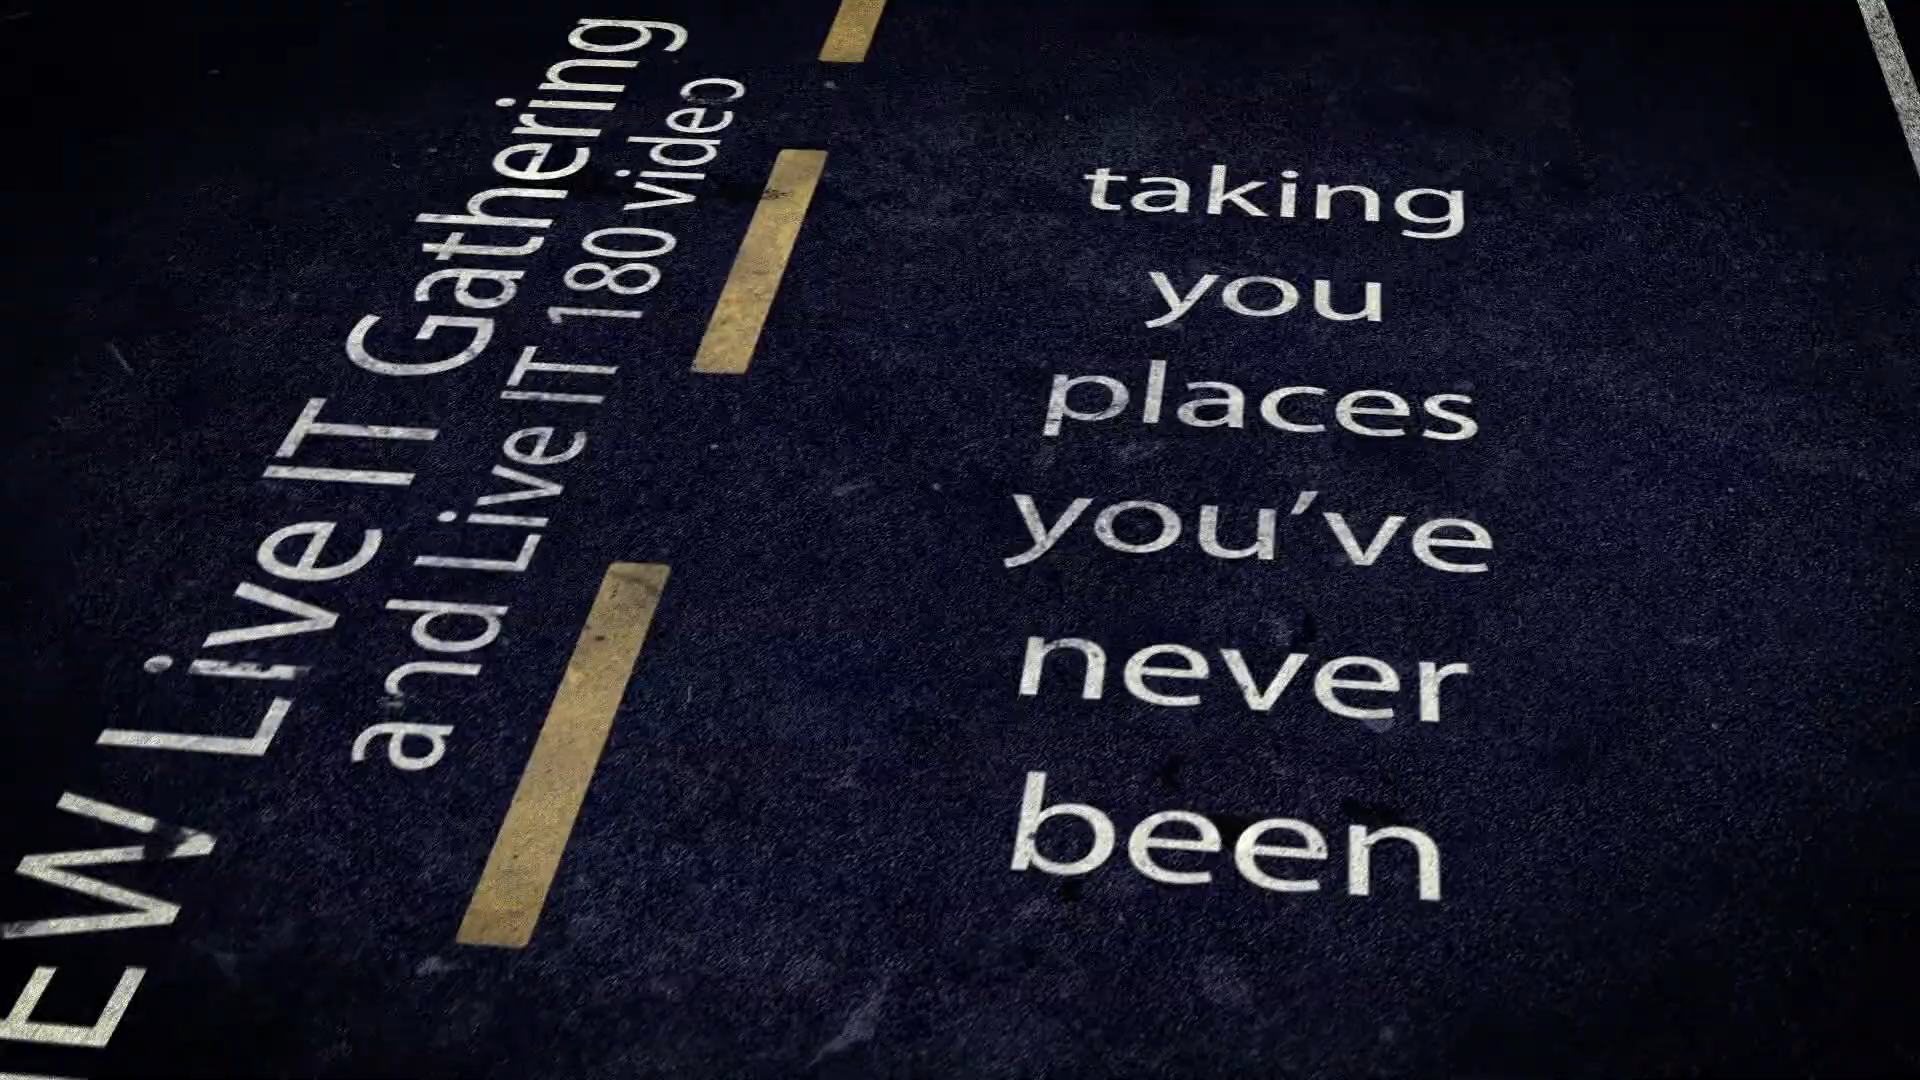 EW Live IT Gathering
and Live IT 180 video
taking
you
places
you've
never
been